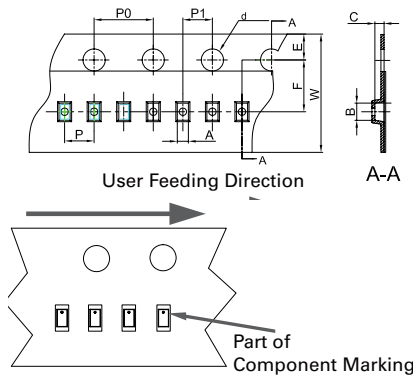 P0
P1
d
A
C
E
F
W
B
P
A
A
A-A
User Feeding Direction
Part of
Component Marking